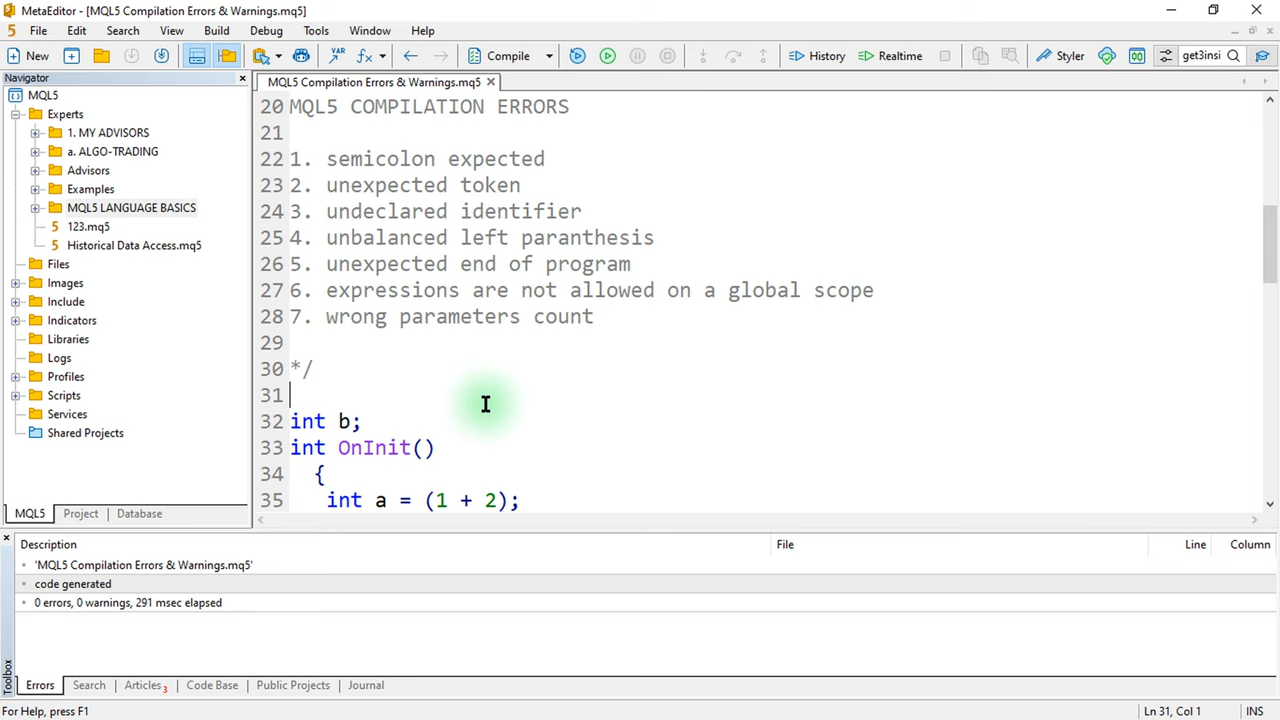 MetaEditor - [MQL5 Compilation Errors & Warnings.mq5]
5 File Edit Search View Build Debug Tools Window Help
New VAR fx Compile History Realtime Styler get3insi
Navigator
MQL5 Compilation Errors & Warnings.mq5
MQL5
Experts
1. MY ADVISORS
a. ALGO-TRADING
Advisors
Examples
MQL5 LANGUAGE BASICS
5 123.mq5
5 Historical Data Access.mq5
Files
Images
Include
Indicators
Libraries
Logs
Profiles
Scripts
Services
Shared Projects
MQL5 Project Database
20 MQL5 COMPILATION ERRORS
21
22 1. semicolon expected
23 2. unexpected token
24 3. undeclared identifier
25 4. unbalanced left paranthesis
26 5. unexpected end of program
27 6. expressions are not allowed on a global scope
28 7. wrong parameters count
29
30 */
31
32 int b;
33 int OnInit()
34 {
35 int a = (1 + 2);
Description File Line Column
'MQL5 Compilation Errors & Warnings.mq5'
code generated
0 errors, 0 warnings, 291 msec elapsed
Toolbox
Errors Search Articles 3 Code Base Public Projects Journal
For Help, press F1 Ln 31, Col 1 INS